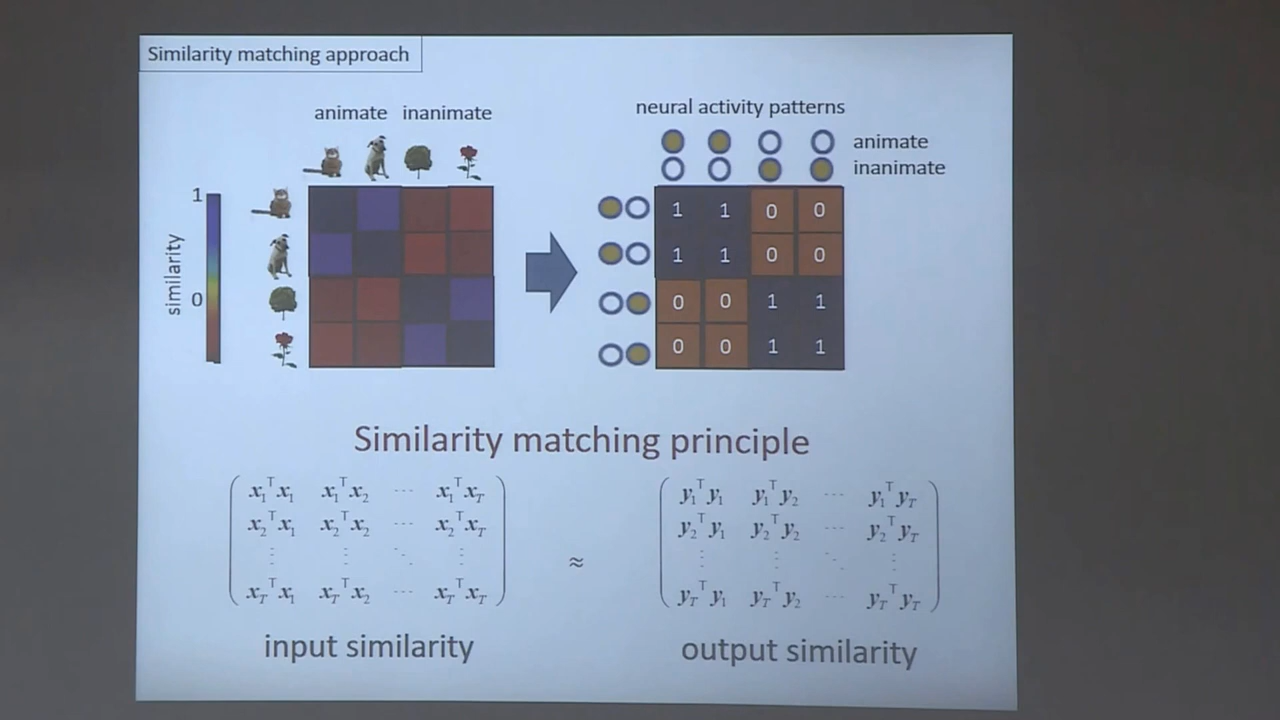 Similarity matching approach
animate inanimate
neural activity patterns
animate
inanimate
1
similarity
0
1 1 0 0
1 1 0 0
0 0 1 1
0 0 1 1
Similarity matching principle
x₁ᵀx₁ x₁ᵀx₂ ... x₁ᵀx_T
x₂ᵀx₁ x₂ᵀx₂ ... x₂ᵀx_T
⋮ ⋮ ⋱ ⋮
x_Tᵀx₁ x_Tᵀx₂ ... x_Tᵀx_T
≈
y₁ᵀy₁ y₁ᵀy₂ ... y₁ᵀy_T
y₂ᵀy₁ y₂ᵀy₂ ... y₂ᵀy_T
⋮ ⋮ ⋱ ⋮
y_Tᵀy₁ y_Tᵀy₂ ... y_Tᵀy_T
input similarity
output similarity